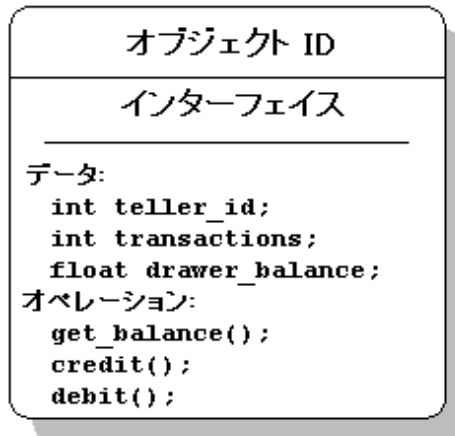 オブジェクト ID
インターフェイス
データ:
int teller_id;
int transactions;
float drawer_balance;
オペレーション:
get_balance();
credit();
debit();